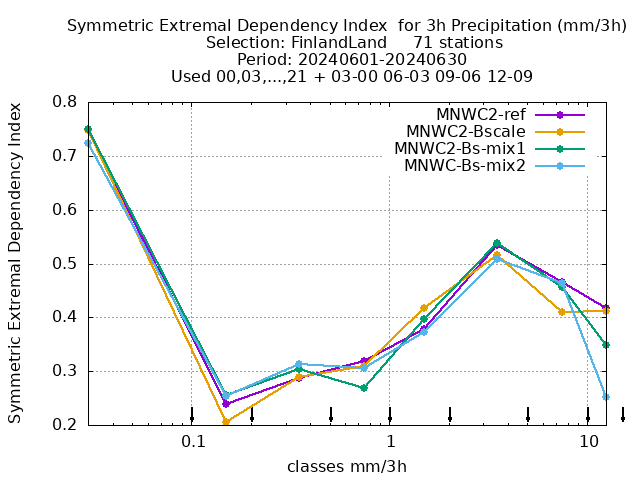 Symmetric Extremal Dependency Index  for 3h Precipitation (mm/3h)
Selection: FinlandLand     71 stations
Period: 20240601-20240630
Used 00,03,...,21 + 03-00 06-03 09-06 12-09
Symmetric Extremal Dependency Index
0.8
0.7
0.6
0.5
0.4
0.3
0.2
MNWC2-ref
MNWC2-Bscale
MNWC2-Bs-mix1
MNWC-Bs-mix2
0.1 1 10
classes mm/3h